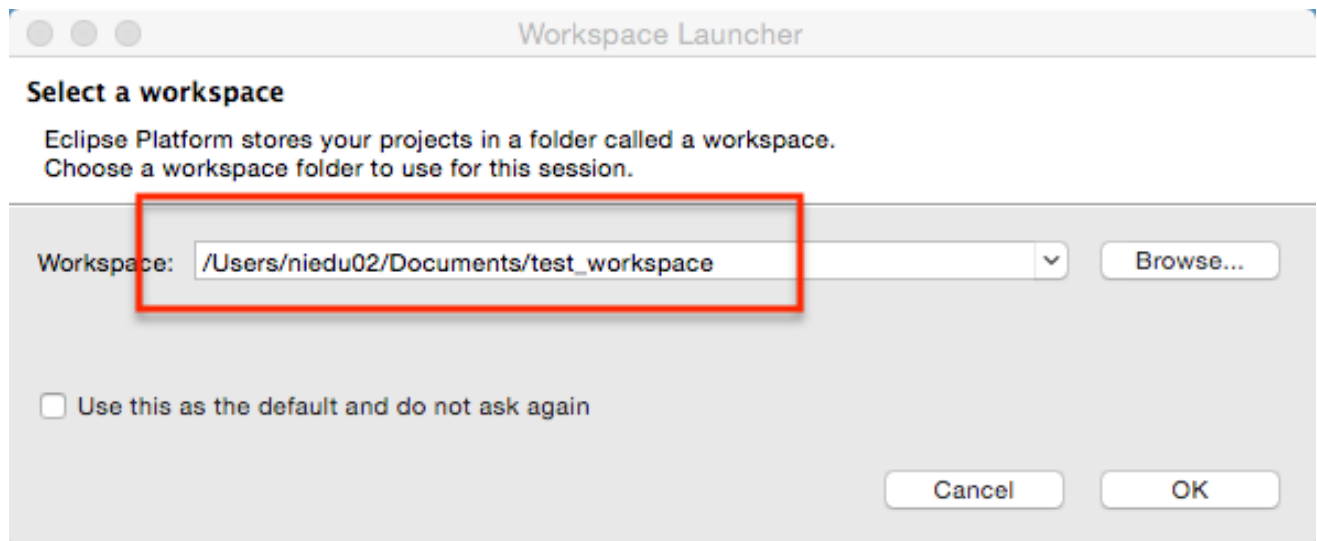 Workspace Launcher
Select a workspace
Eclipse Platform stores your projects in a folder called a workspace.
Choose a workspace folder to use for this session.
Workspace: /Users/niedu02/Documents/test_workspace Browse...
Use this as the default and do not ask again
Cancel OK